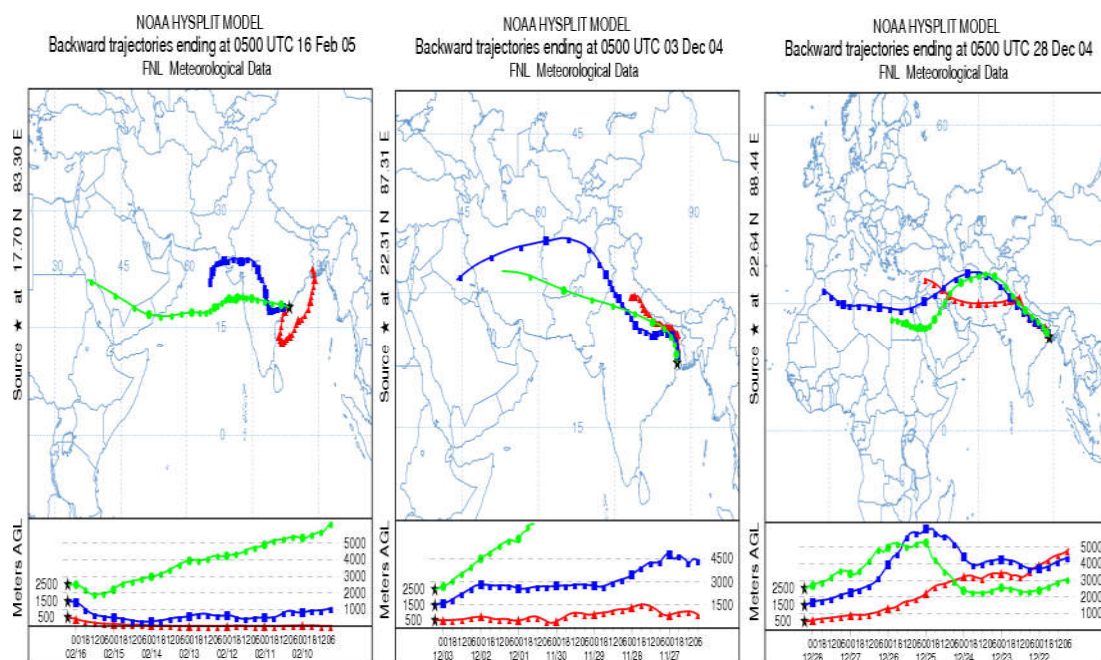 NOAA HYSPLIT MODEL
Backward trajectories ending at 0500 UTC 16 Feb 05
FNL Meteorological Data
Source ★ at 17.70 N 83.30 E
30
45
60
30
15
0
Meters AGL
2500
1500
500
5000
4000
3000
2000
1000
02/16 02/15 02/14 02/13 02/12 02/11 02/10
NOAA HYSPLIT MODEL
Backward trajectories ending at 0500 UTC 03 Dec 04
FNL Meteorological Data
Source ★ at 22.31 N 87.31 E
45
45
60
75
90
15
Meters AGL
2500
1500
500
4500
3000
1500
12/03 12/02 12/01 11/30 11/29 11/28 11/27
NOAA HYSPLIT MODEL
Backward trajectories ending at 0500 UTC 28 Dec 04
FNL Meteorological Data
Source ★ at 22.64 N 88.44 E
60
Meters AGL
2500
1500
500
5000
4000
3000
2000
1000
12/28 12/27 12/26 12/25 12/24 12/23 12/22